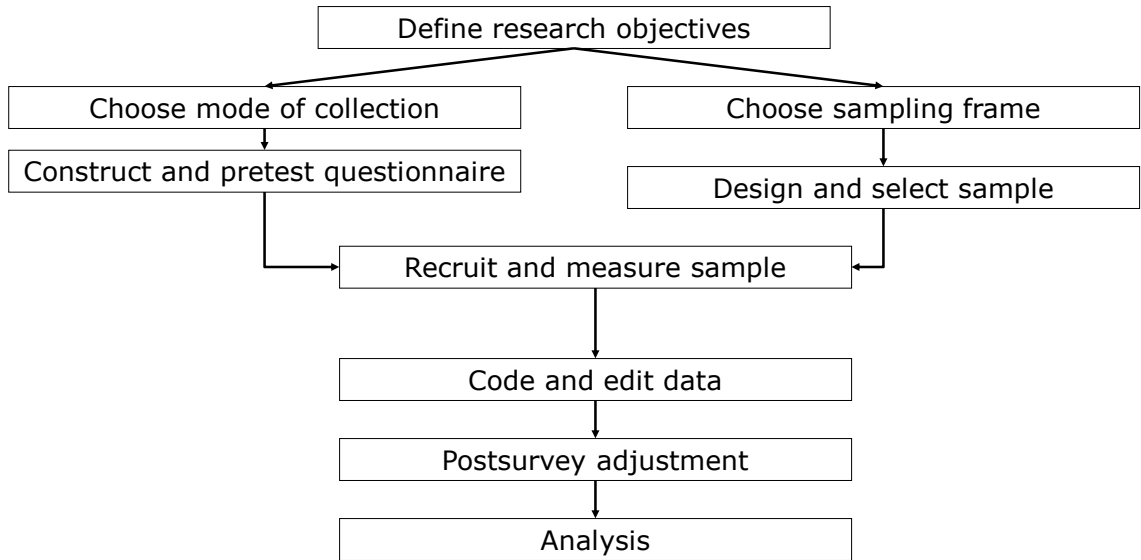 Define research objectives
Choose mode of collection
Choose sampling frame
Construct and pretest questionnaire
Design and select sample
Recruit and measure sample
Code and edit data
Postsurvey adjustment
Analysis